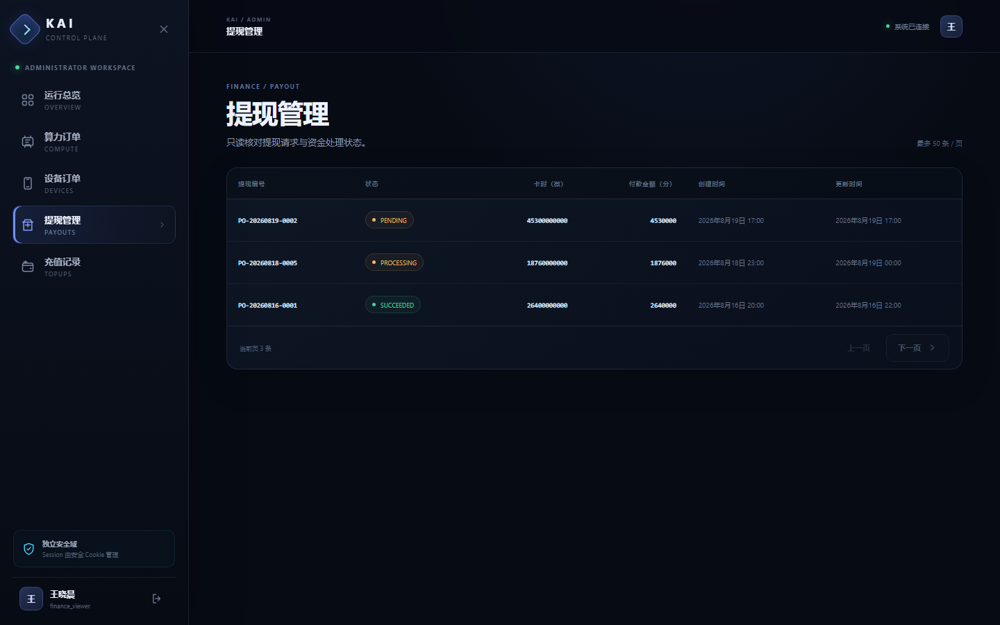 KAI
CONTROL PLANE
ADMINISTRATOR WORKSPACE
运行总览
OVERVIEW
算力订单
COMPUTE
设备订单
DEVICES
提现管理
PAYOUTS
充值记录
TOPUPS
独立安全域
Session 由安全 Cookie 管理
王
王晓晨
finance_viewer
KAI / ADMIN
提现管理
系统已连接
王
FINANCE / PAYOUT
提现管理
只读核对提现请求与资金处理状态。
最多 50 条 / 页
提现编号 状态 卡时（微） 付款金额（分） 创建时间 更新时间
PO-20260819-0002 PENDING 45300000000 4530000 2026年8月19日 17:00 2026年8月19日 17:00
PO-20260818-0005 PROCESSING 18760000000 1876000 2026年8月18日 23:00 2026年8月19日 00:00
PO-20260816-0001 SUCCEEDED 26400000000 2640000 2026年8月16日 20:00 2026年8月16日 22:00
当前页 3 条
上一页 下一页